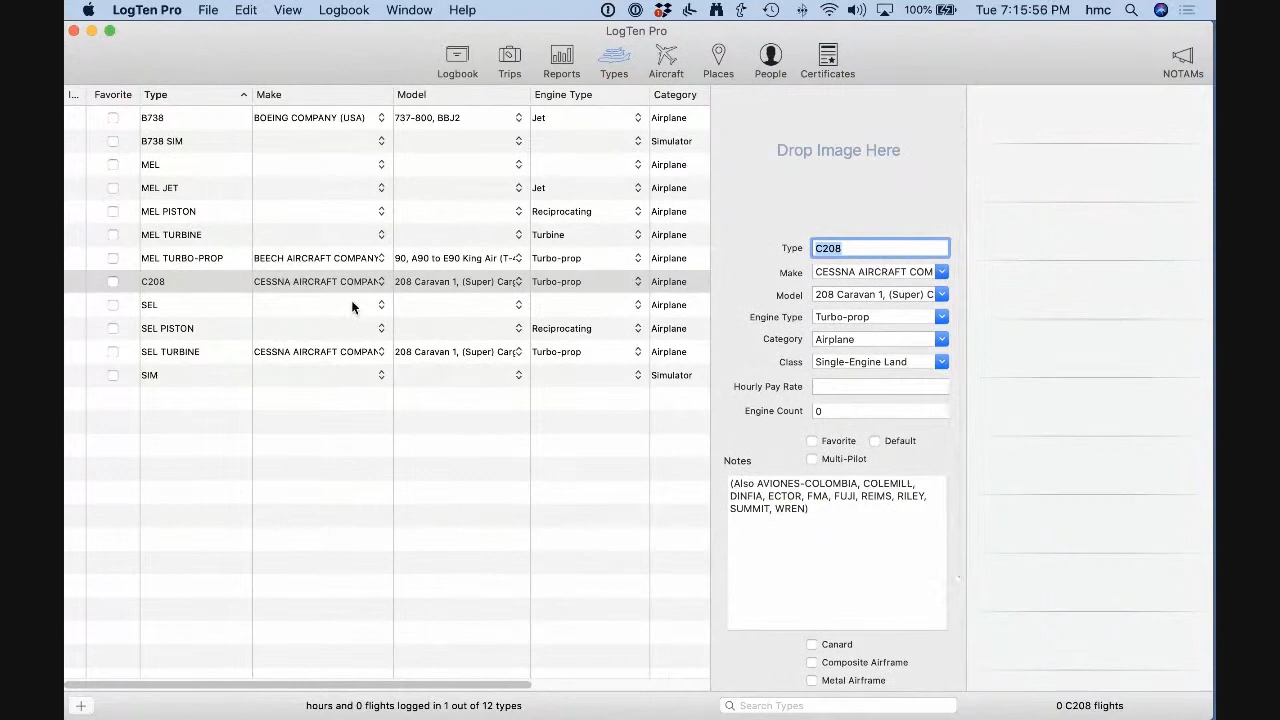 LogTen Pro File Edit View Logbook Window Help 100% Tue 7:15:56 PM hmc
LogTen Pro
Logbook Trips Reports Types Aircraft Places People Certificates NOTAMs
I... Favorite Type Make Model Engine Type Category
B738 BOEING COMPANY (USA) 737-800, BBJ2 Jet Airplane
B738 SIM Simulator
MEL Airplane
MEL JET Jet Airplane
MEL PISTON Reciprocating Airplane
MEL TURBINE Turbine Airplane
MEL TURBO-PROP BEECH AIRCRAFT COMPANY 90, A90 to E90 King Air (T-4 Turbo-prop Airplane
C208 CESSNA AIRCRAFT COMPAN 208 Caravan 1, (Super) Carg Turbo-prop Airplane
SEL Airplane
SEL PISTON Reciprocating Airplane
SEL TURBINE CESSNA AIRCRAFT COMPAN 208 Caravan 1, (Super) Carg Turbo-prop Airplane
SIM Simulator
Drop Image Here
Type C208
Make CESSNA AIRCRAFT COM
Model 208 Caravan 1, (Super) C
Engine Type Turbo-prop
Category Airplane
Class Single-Engine Land
Hourly Pay Rate
Engine Count 0
Favorite Default
Multi-Pilot
Notes
(Also AVIONES-COLOMBIA, COLEMILL,
DINFIA, ECTOR, FMA, FUJI, REIMS, RILEY,
SUMMIT, WREN)
Canard
Composite Airframe
Metal Airframe
hours and 0 flights logged in 1 out of 12 types Search Types 0 C208 flights